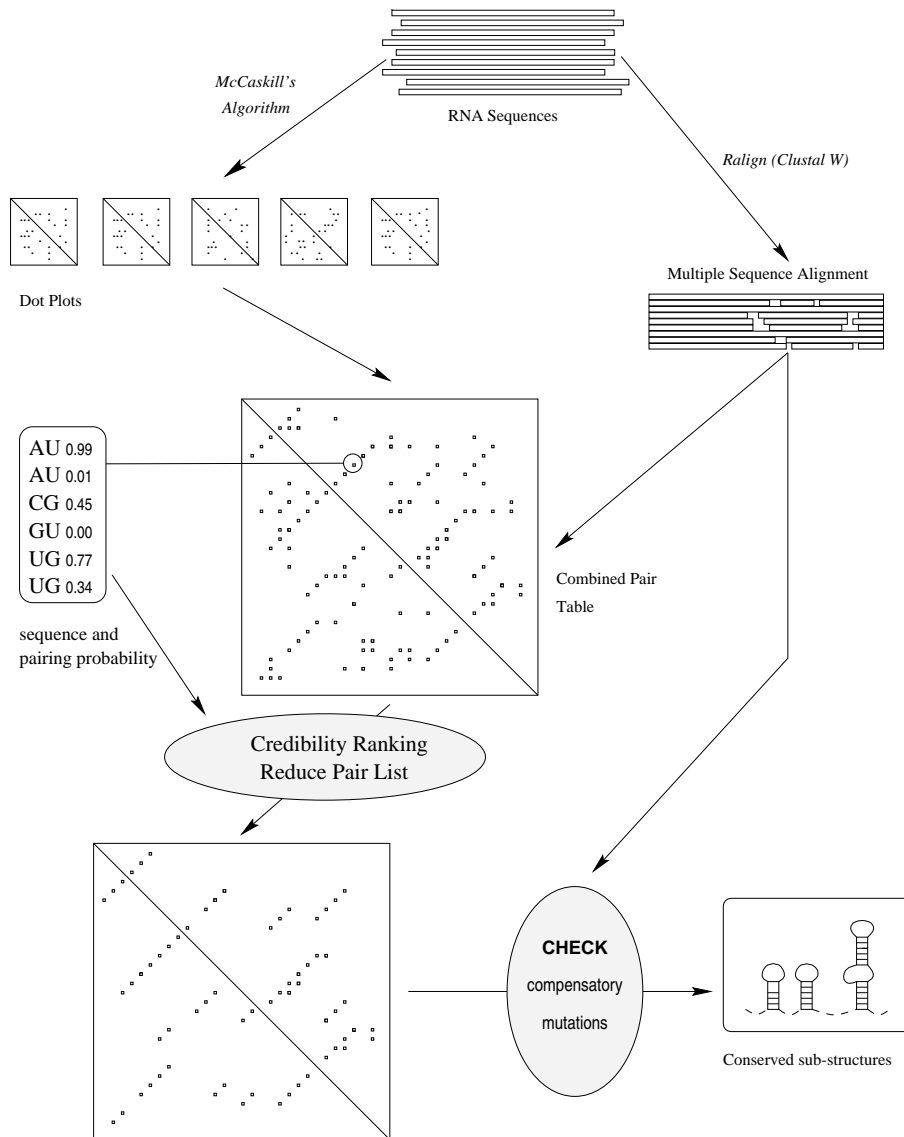 McCaskill's
Algorithm
RNA Sequences
Ralign (Clustal W)
Dot Plots
Multiple Sequence Alignment
AU 0.99
AU 0.01
CG 0.45
GU 0.00
UG 0.77
UG 0.34
sequence and
pairing probability
Combined Pair
Table
Credibility Ranking
Reduce Pair List
CHECK
compensatory
mutations
Conserved sub-structures